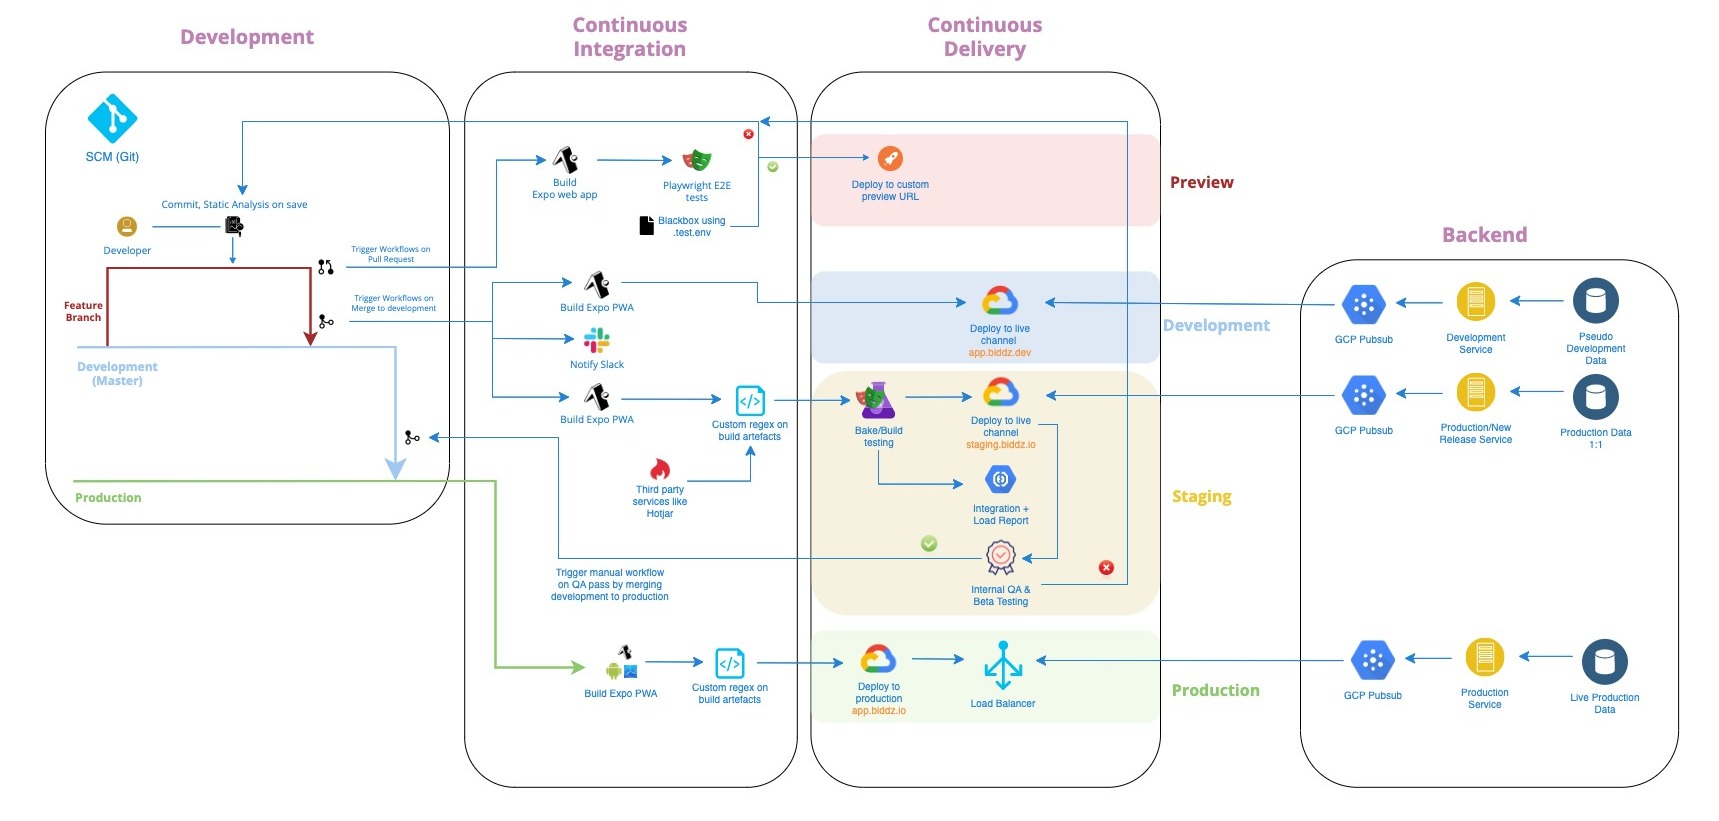 Development
Continuous
Integration
Continuous
Delivery
SCM (Git)
Commit, Static Analysis on save
Developer
Trigger Workflows on
Pull Request
Trigger Workflows on
Merge to development
Feature
Branch
Development
(Master)
Production
Build
Expo web app
Playwright E2E
tests
Blackbox using
.test.env
Build Expo PWA
Notify Slack
Build Expo PWA
Custom regex on
build artefacts
Third party
services like
Hotjar
Trigger manual workflow
on QA pass by merging
development to production
Build Expo PWA
Custom regex on
build artefacts
Deploy to custom
preview URL
Preview
Deploy to live
channel
app.biddz.dev
Development
Bake/Build
testing
Deploy to live
channel
staging.biddz.io
Integration +
Load Report
Internal QA &
Beta Testing
Staging
Deploy to
production
app.biddz.io
Load Balancer
Production
Backend
GCP Pubsub
Development
Service
Pseudo
Development
Data
GCP Pubsub
Production/New
Release Service
Production Data
1:1
GCP Pubsub
Production
Service
Live Production
Data